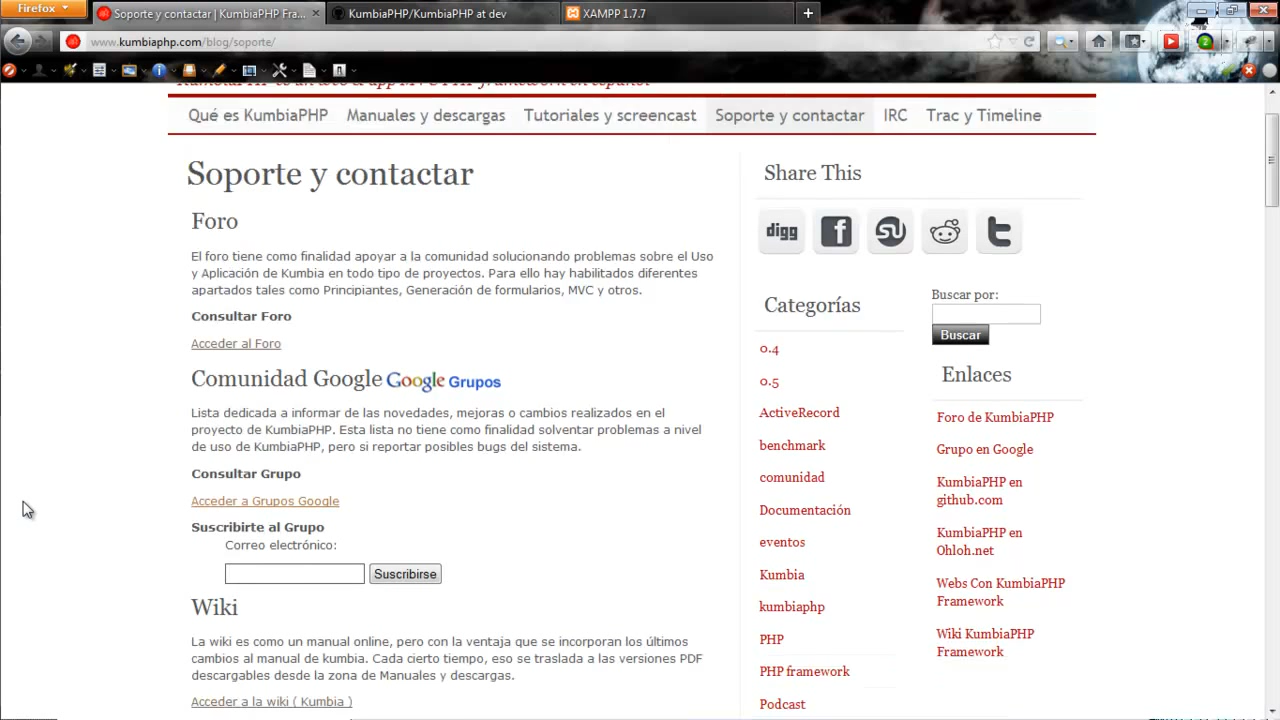 Firefox
Soporte y contactar | KumbiaPHP Fra...
KumbiaPHP/KumbiaPHP at dev
XAMPP 1.7.7
www.kumbiaphp.com/blog/soporte/
KumbiaPHP es un web & app MVC PHP framework en español
Qué es KumbiaPHP
Manuales y descargas
Tutoriales y screencast
Soporte y contactar
IRC
Trac y Timeline
Soporte y contactar
Foro
El foro tiene como finalidad apoyar a la comunidad solucionando problemas sobre el Uso
y Aplicación de Kumbia en todo tipo de proyectos. Para ello hay habilitados diferentes
apartados tales como Principiantes, Generación de formularios, MVC y otros.
Consultar Foro
Acceder al Foro
Comunidad Google Google Grupos
Lista dedicada a informar de las novedades, mejoras o cambios realizados en el
proyecto de KumbiaPHP. Esta lista no tiene como finalidad solventar problemas a nivel
de uso de KumbiaPHP, pero si reportar posibles bugs del sistema.
Consultar Grupo
Acceder a Grupos Google
Suscribirte al Grupo
Correo electrónico:
Suscribirse
Wiki
La wiki es como un manual online, pero con la ventaja que se incorporan los últimos
cambios al manual de kumbia. Cada cierto tiempo, eso se traslada a las versiones PDF
descargables desde la zona de Manuales y descargas.
Acceder a la wiki ( Kumbia )
Share This
digg
Categorías
0.4
0.5
ActiveRecord
benchmark
comunidad
Documentación
eventos
Kumbia
kumbiaphp
PHP
PHP framework
Podcast
Buscar por:
Buscar
Enlaces
Foro de KumbiaPHP
Grupo en Google
KumbiaPHP en
github.com
KumbiaPHP en
Ohloh.net
Webs Con KumbiaPHP
Framework
Wiki KumbiaPHP
Framework